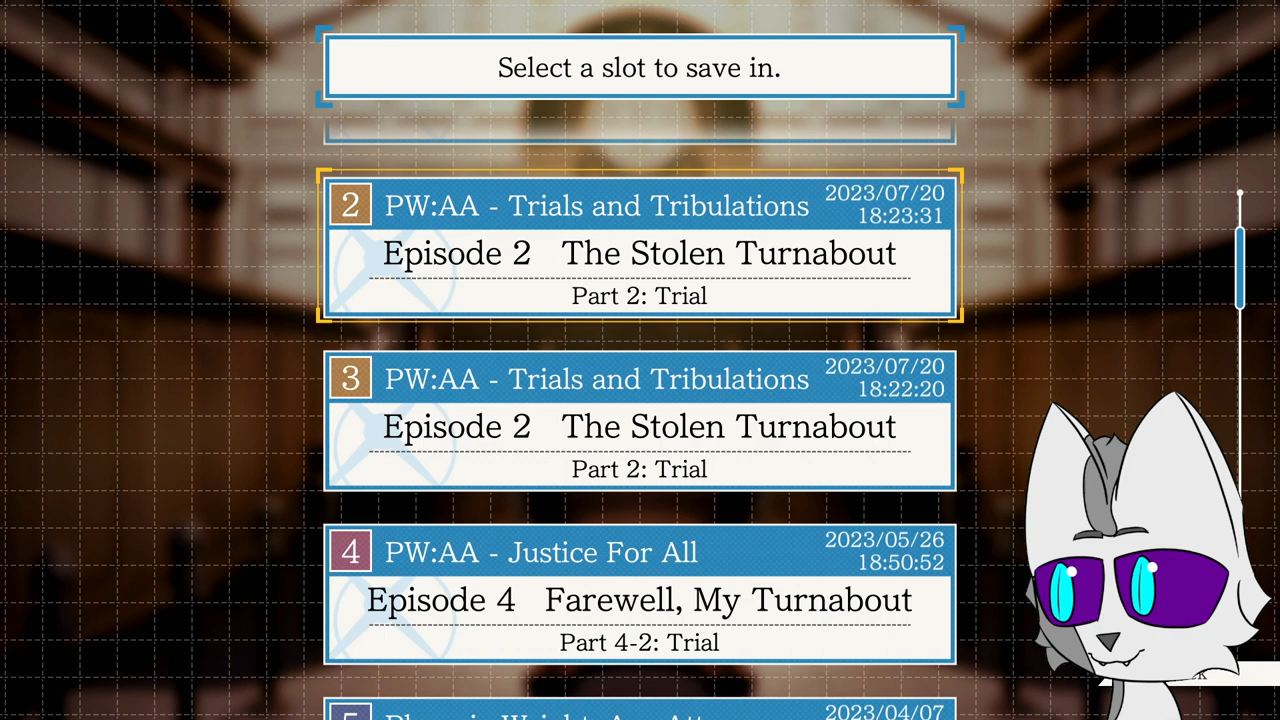 Select a slot to save in.
2 PW:AA - Trials and Tribulations 2023/07/20
18:23:31
Episode 2 The Stolen Turnabout
Part 2: Trial
3 PW:AA - Trials and Tribulations 2023/07/20
18:22:20
Episode 2 The Stolen Turnabout
Part 2: Trial
4 PW:AA - Justice For All 2023/05/26
18:50:52
Episode 4 Farewell, My Turnabout
Part 4-2: Trial
2023/04/07